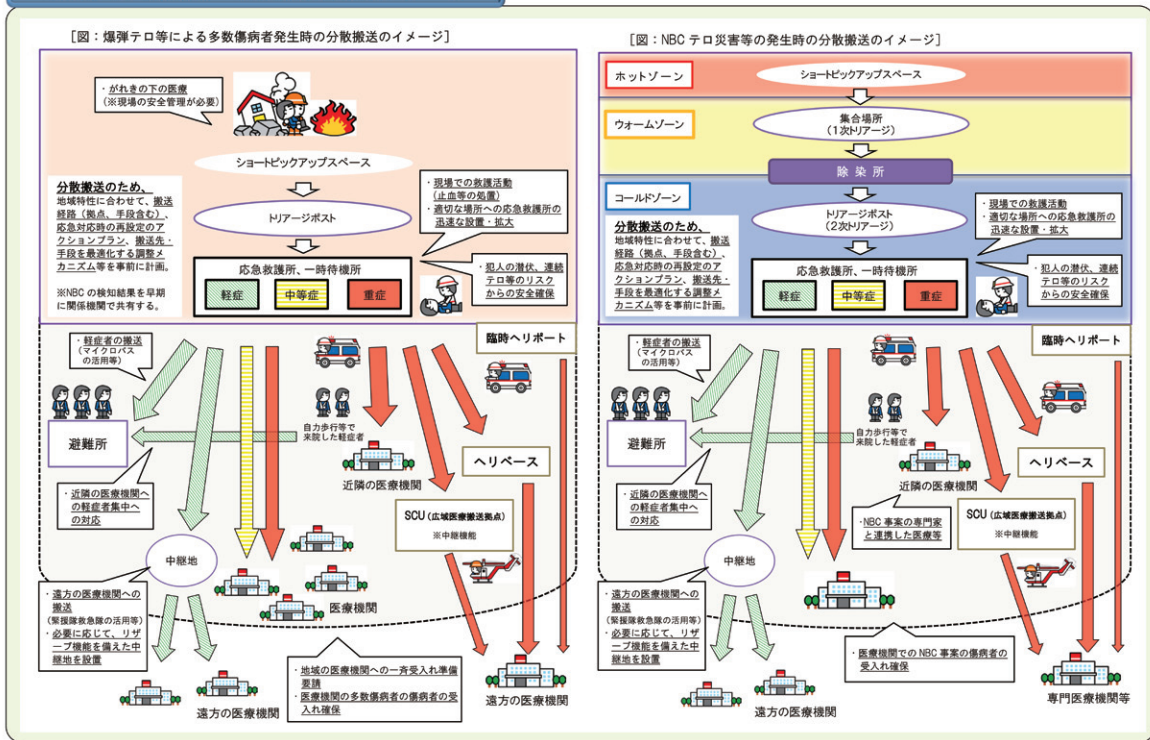 [図：爆弾テロ等による多数傷病者発生時の分散搬送のイメージ]
・がれきの下の医療
（※現場の安全管理が必要）
ショートピックアップスペース
分散搬送のため、
地域特性に合わせて、搬送
経路（拠点、手段含む）、
応急対応時の再設定のア
クションプラン、搬送先・
手段を最適化する調整メ
カニズム等を事前に計画。
※NBCの検知結果を早期
に関係機関で共有する。
トリアージポスト
・現場での救護活動
（止血等の処置）
・適切な場所への応急救護所の
迅速な設置・拡大
応急救護所、一時待機所
軽症
中等症
重症
・犯人の潜伏、連続
テロ等のリスク
からの安全確保
・軽症者の搬送
（マイクロバス
の活用等）
臨時ヘリポート
避難所
自力歩行等で
来院した軽症者
近隣の医療機関
ヘリベース
・近隣の医療機関へ
の軽症者集中へ
の対応
SCU（広域医療搬送拠点）
※中継機能
中継地
・遠方の医療機関への
搬送
（緊援隊救急隊の活用等）
・必要に応じて、リザ
ーブ機能を備えた中
継地を設置
医療機関
・地域の医療機関への一斉受入れ準備
要請
・医療機関の多数傷病者の傷病者の受
入れ確保
遠方の医療機関
遠方の医療機関
[図：NBCテロ災害等の発生時の分散搬送のイメージ]
ホットゾーン
ショートピックアップスペース
ウォームゾーン
集合場所
（1次トリアージ）
除染所
コールドゾーン
分散搬送のため、
地域特性に合わせて、搬送
経路（拠点、手段含む）、
応急対応時の再設定のア
クションプラン、搬送先・
手段を最適化する調整メ
カニズム等を事前に計画。
トリアージポスト
（2次トリアージ）
・現場での救護活動
・適切な場所への応急救護所の
迅速な設置・拡大
応急救護所、一時待機所
軽症
中等症
重症
・犯人の潜伏、連続
テロ等のリスク
からの安全確保
・軽症者の搬送
（マイクロバス
の活用等）
臨時ヘリポート
避難所
自力歩行等で
来院した軽症者
近隣の医療機関
ヘリベース
・近隣の医療機関へ
の軽症者集中へ
の対応
・NBC事案の専門家
と連携した医療等
SCU（広域医療搬送拠点）
※中継機能
中継地
・遠方の医療機関への
搬送
（緊援隊救急隊の活用等）
・必要に応じて、リザ
ーブ機能を備えた中
継地を設置
・医療機関でのNBC事案の傷病者の
受入れ確保
遠方の医療機関
専門医療機関等